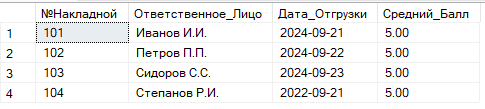 №Накладной Ответственное_Лицо Дата_Отгрузки Средний_Балл
1 101 Иванов И.И. 2024-09-21 5.00
2 102 Петров П.П. 2024-09-22 5.00
3 103 Сидоров С.С. 2024-09-23 5.00
4 104 Степанов Р.И. 2022-09-21 5.00